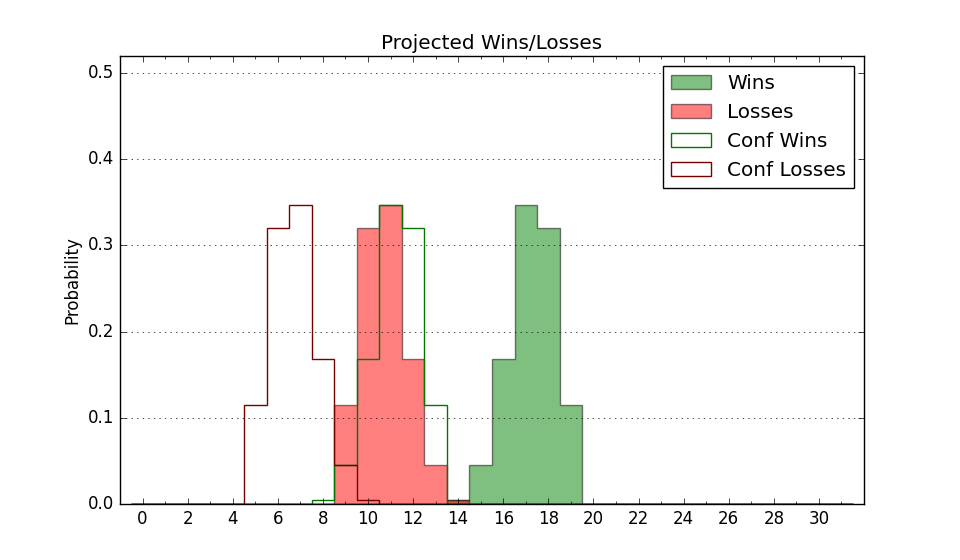 Projected Wins/Losses
0.5
0.4
0.3
0.2
0.1
0.0
Probability
Wins
Losses
Conf Wins
Conf Losses
0 2 4 6 8 10 12 14 16 18 20 22 24 26 28 30